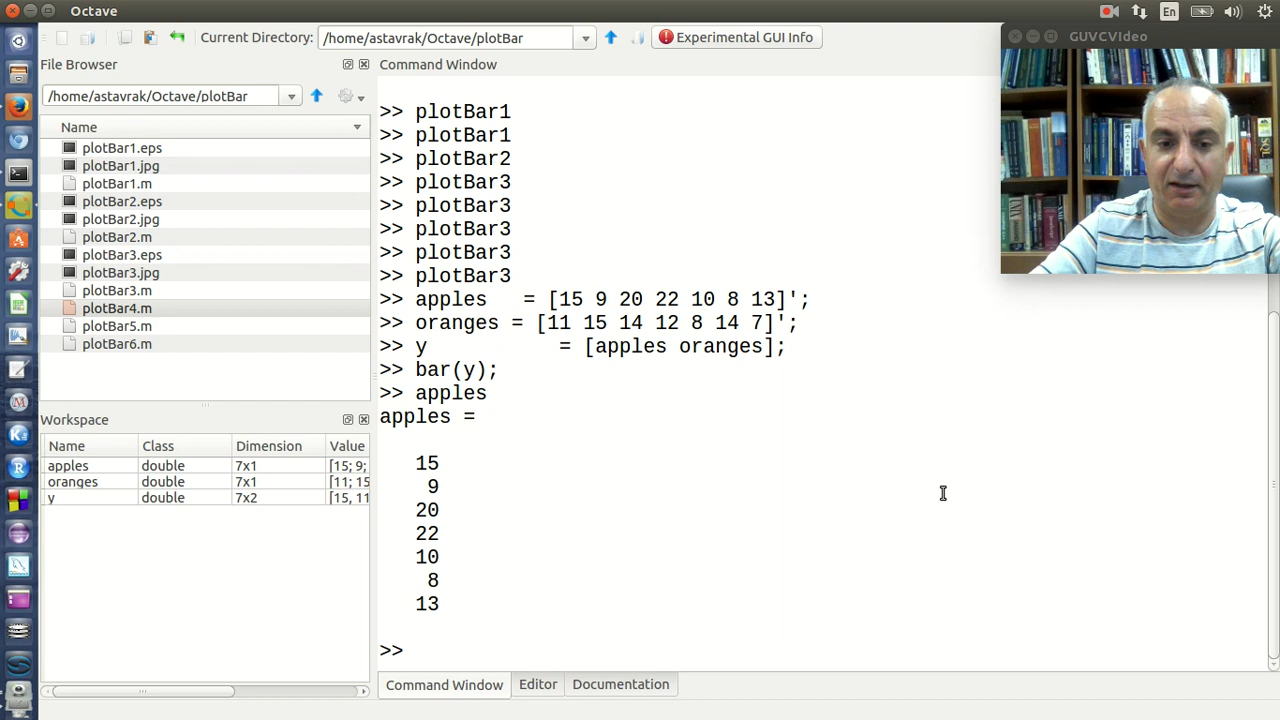 Octave
En
Current Directory: /home/astavrak/Octave/plotBar Experimental GUI Info
GUVCVIdeo
File Browser
/home/astavrak/Octave/plotBar
Name
plotBar1.eps
plotBar1.jpg
plotBar1.m
plotBar2.eps
plotBar2.jpg
plotBar2.m
plotBar3.eps
plotBar3.jpg
plotBar3.m
plotBar4.m
plotBar5.m
plotBar6.m
Workspace
Name Class Dimension Value
apples double 7x1 [15; 9;
oranges double 7x1 [11; 15
y double 7x2 [15, 11
Command Window
>> plotBar1
>> plotBar1
>> plotBar2
>> plotBar3
>> plotBar3
>> plotBar3
>> plotBar3
>> plotBar3
>> apples = [15 9 20 22 10 8 13]';
>> oranges = [11 15 14 12 8 14 7]';
>> y = [apples oranges];
>> bar(y);
>> apples
apples =
15
9
20
22
10
8
13
>>
Command Window Editor Documentation